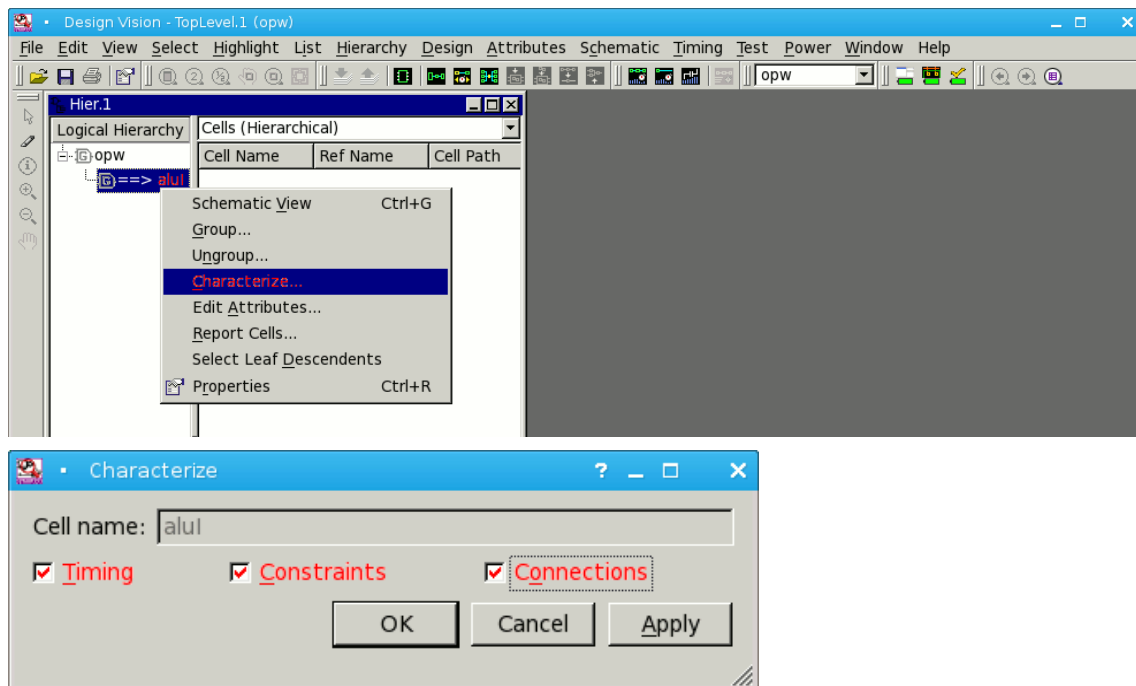 Design Vision - TopLevel.1 (opw)
File Edit View Select Highlight List Hierarchy Design Attributes Schematic Timing Test Power Window Help
opw
Hier.1
Logical Hierarchy Cells (Hierarchical)
opw Cell Name Ref Name Cell Path
==> aluI
Schematic View Ctrl+G
Group...
Ungroup...
Characterize...
Edit Attributes...
Report Cells...
Select Leaf Descendents
Properties Ctrl+R
Characterize
Cell name: aluI
Timing Constraints Connections
OK Cancel Apply